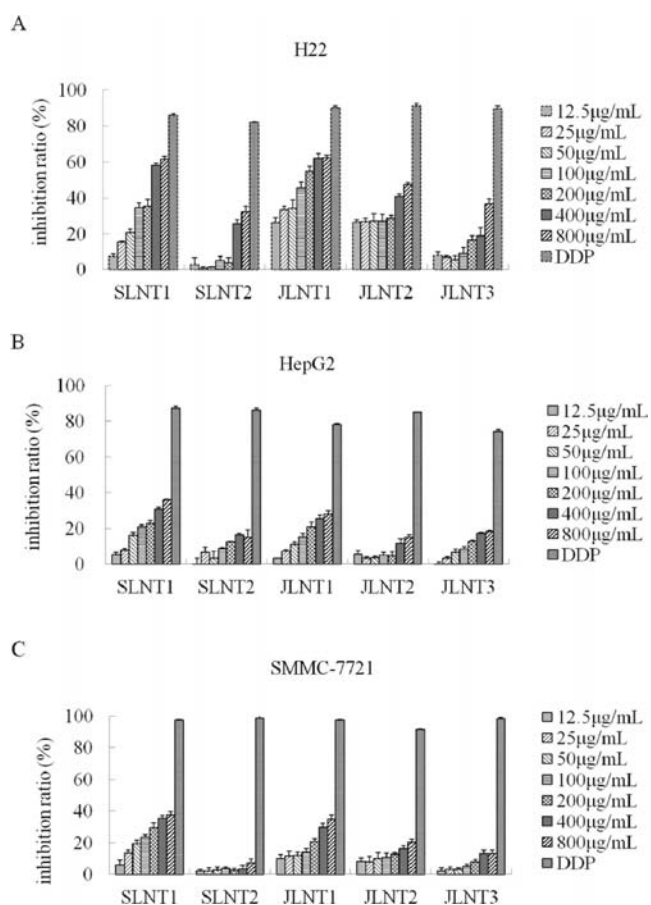 A
H22
inhibition ratio (%)
100
80
60
40
20
0
SLNT1 SLNT2 JLNT1 JLNT2 JLNT3
12.5μg/mL
25μg/mL
50μg/mL
100μg/mL
200μg/mL
400μg/mL
800μg/mL
DDP
B
HepG2
inhibition ratio (%)
100
80
60
40
20
0
SLNT1 SLNT2 JLNT1 JLNT2 JLNT3
12.5μg/mL
25μg/mL
50μg/mL
100μg/mL
200μg/mL
400μg/mL
800μg/mL
DDP
C
SMMC-7721
inhibition ratio (%)
100
80
60
40
20
0
SLNT1 SLNT2 JLNT1 JLNT2 JLNT3
12.5μg/mL
25μg/mL
50μg/mL
100μg/mL
200μg/mL
400μg/mL
800μg/mL
DDP